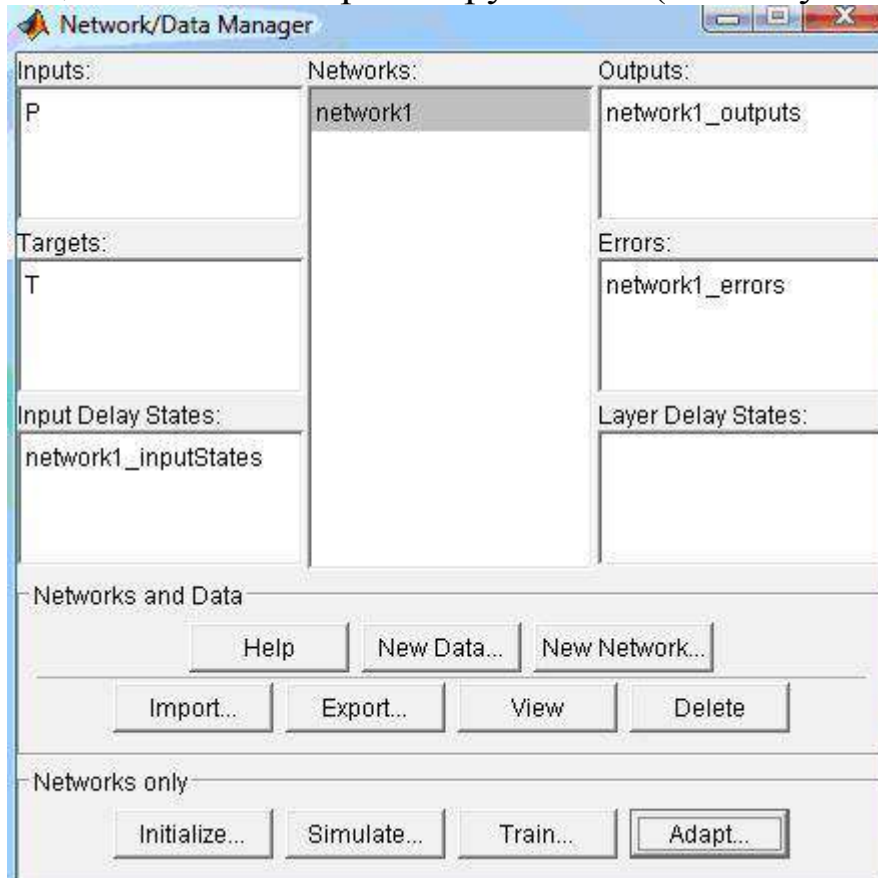 Network/Data Manager
Inputs:
P
Networks:
network1
Outputs:
network1_outputs
Targets:
T
Errors:
network1_errors
Input Delay States:
network1_inputStates
Layer Delay States:
Networks and Data
Help
New Data...
New Network...
Import...
Export...
View
Delete
Networks only
Initialize...
Simulate...
Train...
Adapt...